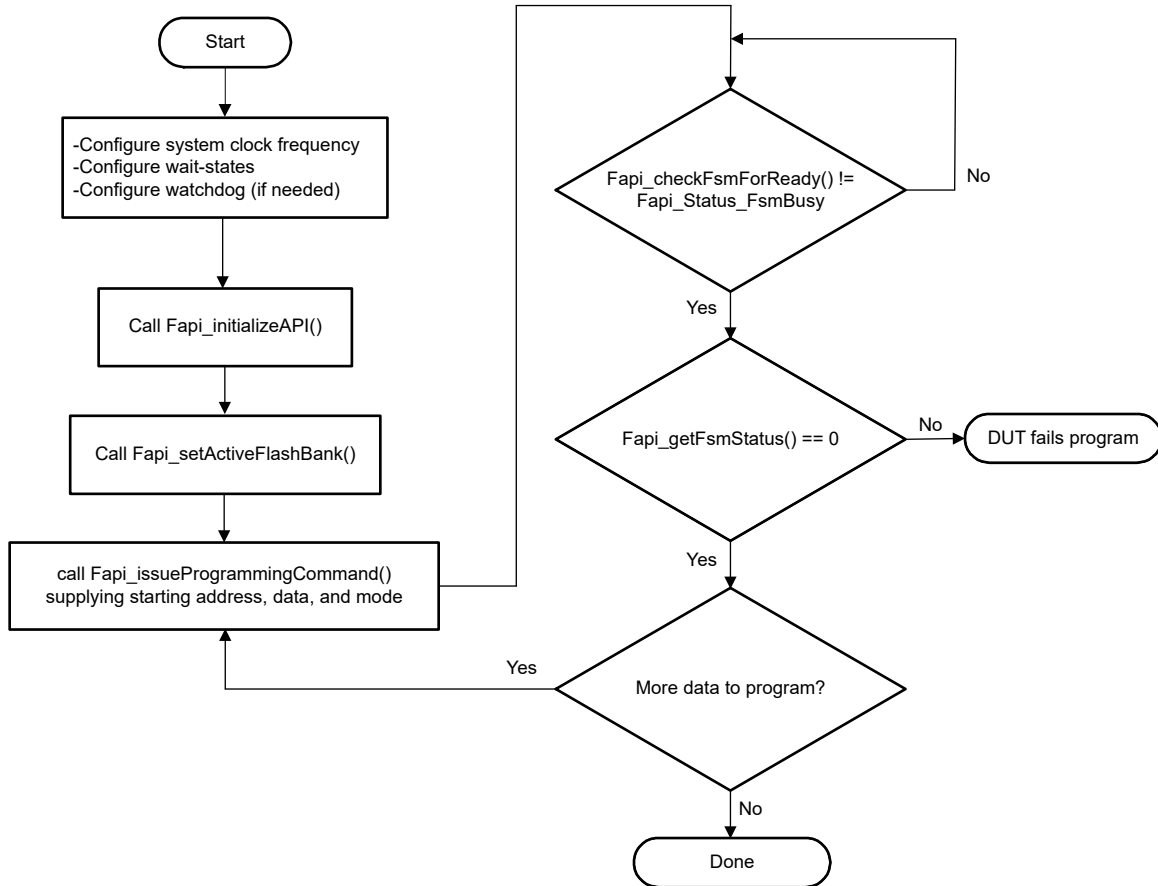 Start
-Configure system clock frequency
-Configure wait-states
-Configure watchdog (if needed)
Call Fapi_initializeAPI()
Call Fapi_setActiveFlashBank()
call Fapi_issueProgrammingCommand()
supplying starting address, data, and mode
Fapi_checkFsmForReady() !=
Fapi_Status_FsmBusy
No
Yes
Fapi_getFsmStatus() == 0
No
DUT fails program
Yes
More data to program?
Yes
No
Done